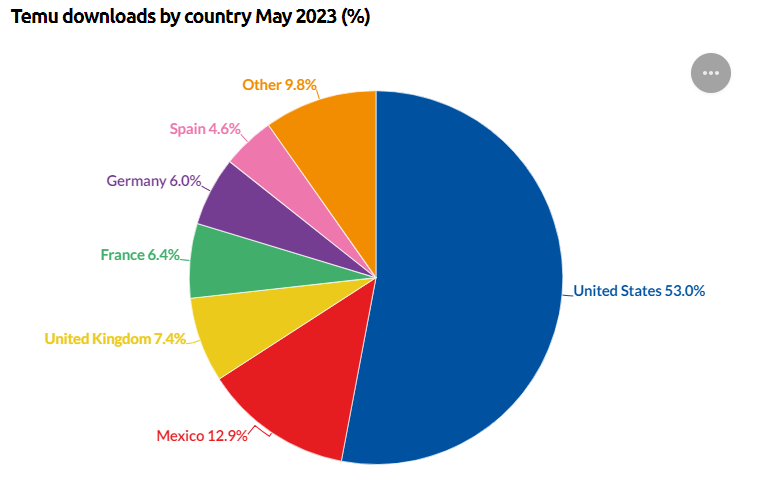 Temu downloads by country May 2023 (%)
Other 9.8%
Spain 4.6%
Germany 6.0%
France 6.4%
United States 53.0%
United Kingdom 7.4%
Mexico 12.9%